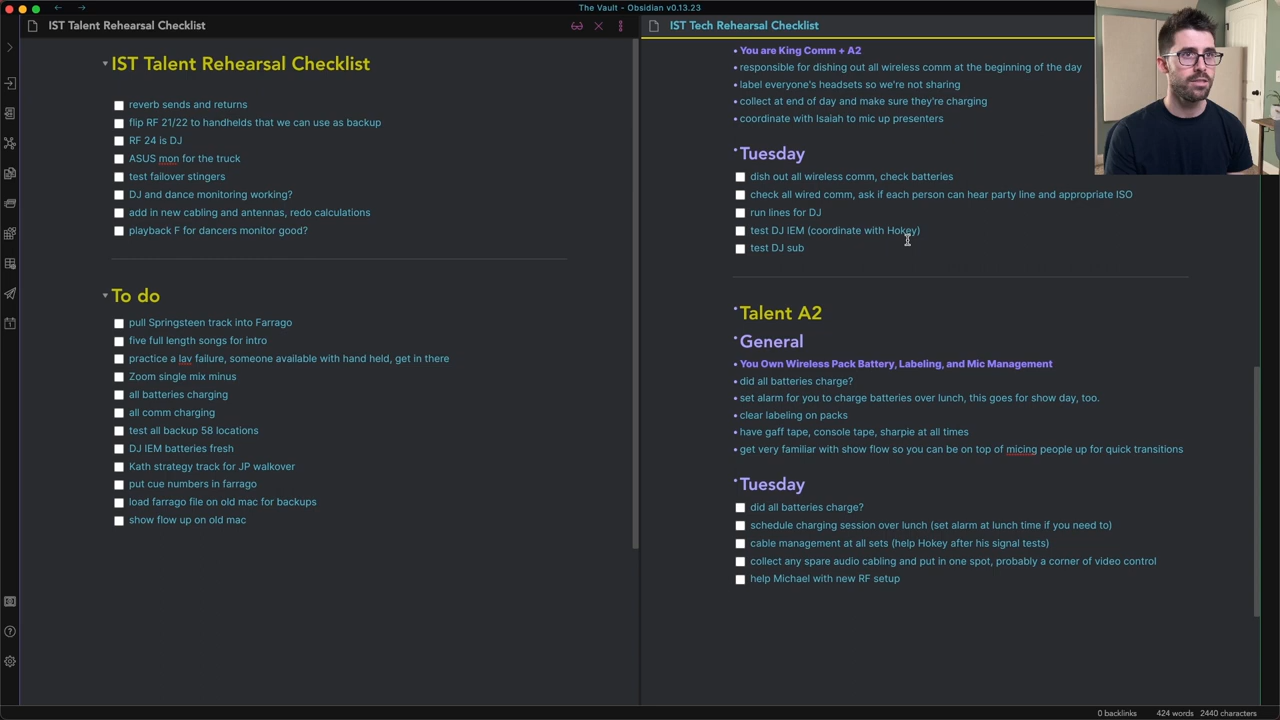 The Vault - Obsidian v0.13.23
IST Talent Rehearsal Checklist
IST Talent Rehearsal Checklist
reverb sends and returns
flip RF 21/22 to handhelds that we can use as backup
RF 24 is DJ
ASUS mon for the truck
test failover stingers
DJ and dance monitoring working?
add in new cabling and antennas, redo calculations
playback F for dancers monitor good?
To do
pull Springsteen track into Farrago
five full length songs for intro
practice a lav failure, someone available with hand held, get in there
Zoom single mix minus
all batteries charging
all comm charging
test all backup 58 locations
DJ IEM batteries fresh
Kath strategy track for JP walkover
put cue numbers in farrago
load farrago file on old mac for backups
show flow up on old mac
IST Tech Rehearsal Checklist
• You are King Comm + A2
• responsible for dishing out all wireless comm at the beginning of the day
• label everyone's headsets so we're not sharing
• collect at end of day and make sure they're charging
• coordinate with Isaiah to mic up presenters
Tuesday
dish out all wireless comm, check batteries
check all wired comm, ask if each person can hear party line and appropriate ISO
run lines for DJ
test DJ IEM (coordinate with Hokey)
test DJ sub
Talent A2
General
• You Own Wireless Pack Battery, Labeling, and Mic Management
• did all batteries charge?
• set alarm for you to charge batteries over lunch, this goes for show day, too.
• clear labeling on packs
• have gaff tape, console tape, sharpie at all times
• get very familiar with show flow so you can be on top of micing people up for quick transitions
Tuesday
did all batteries charge?
schedule charging session over lunch (set alarm at lunch time if you need to)
cable management at all sets (help Hokey after his signal tests)
collect any spare audio cabling and put in one spot, probably a corner of video control
help Michael with new RF setup
0 backlinks 424 words 2440 characters